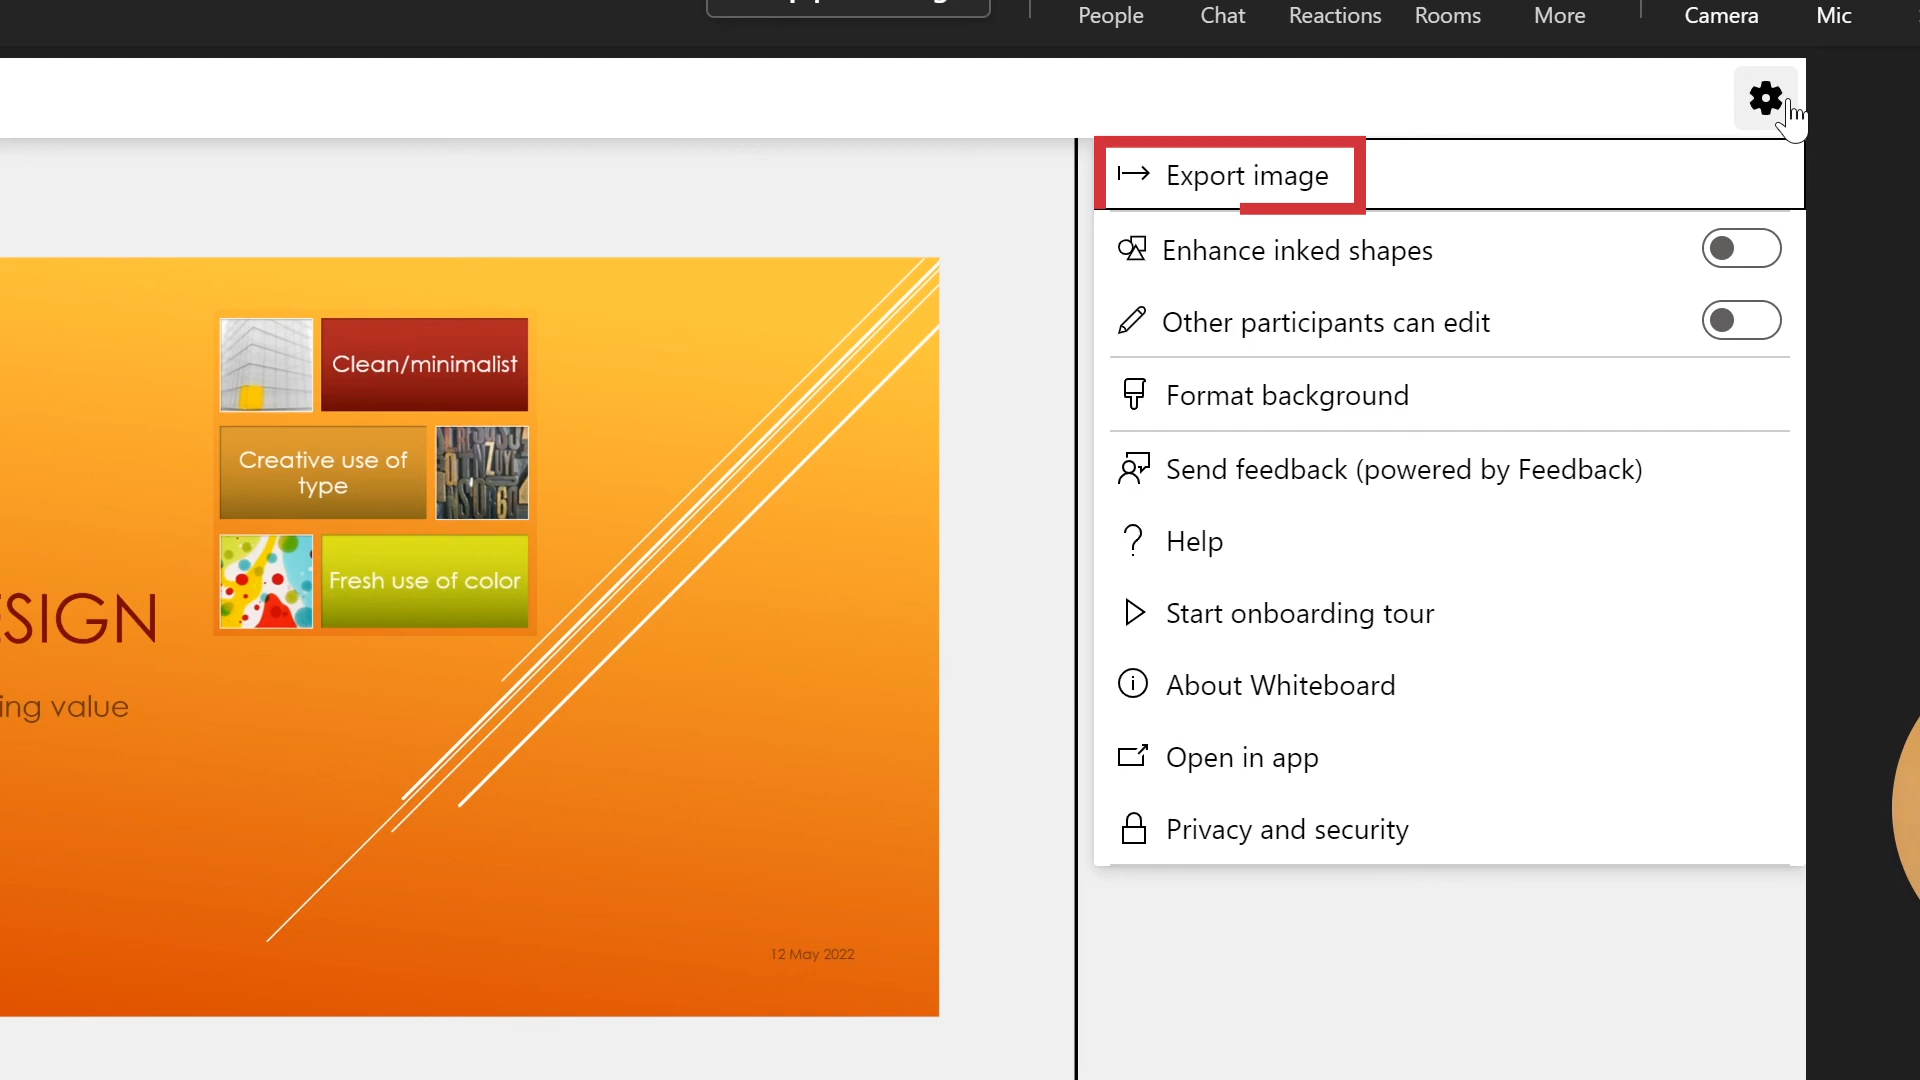 People
Chat
Reactions
Rooms
More
Camera
Mic
Export image
Enhance inked shapes
Other participants can edit
Format background
Send feedback (powered by Feedback)
Help
Start onboarding tour
About Whiteboard
Open in app
Privacy and security
Clean/minimalist
Creative use of
type
Fresh use of color
ESIGN
ing value
12 May 2022